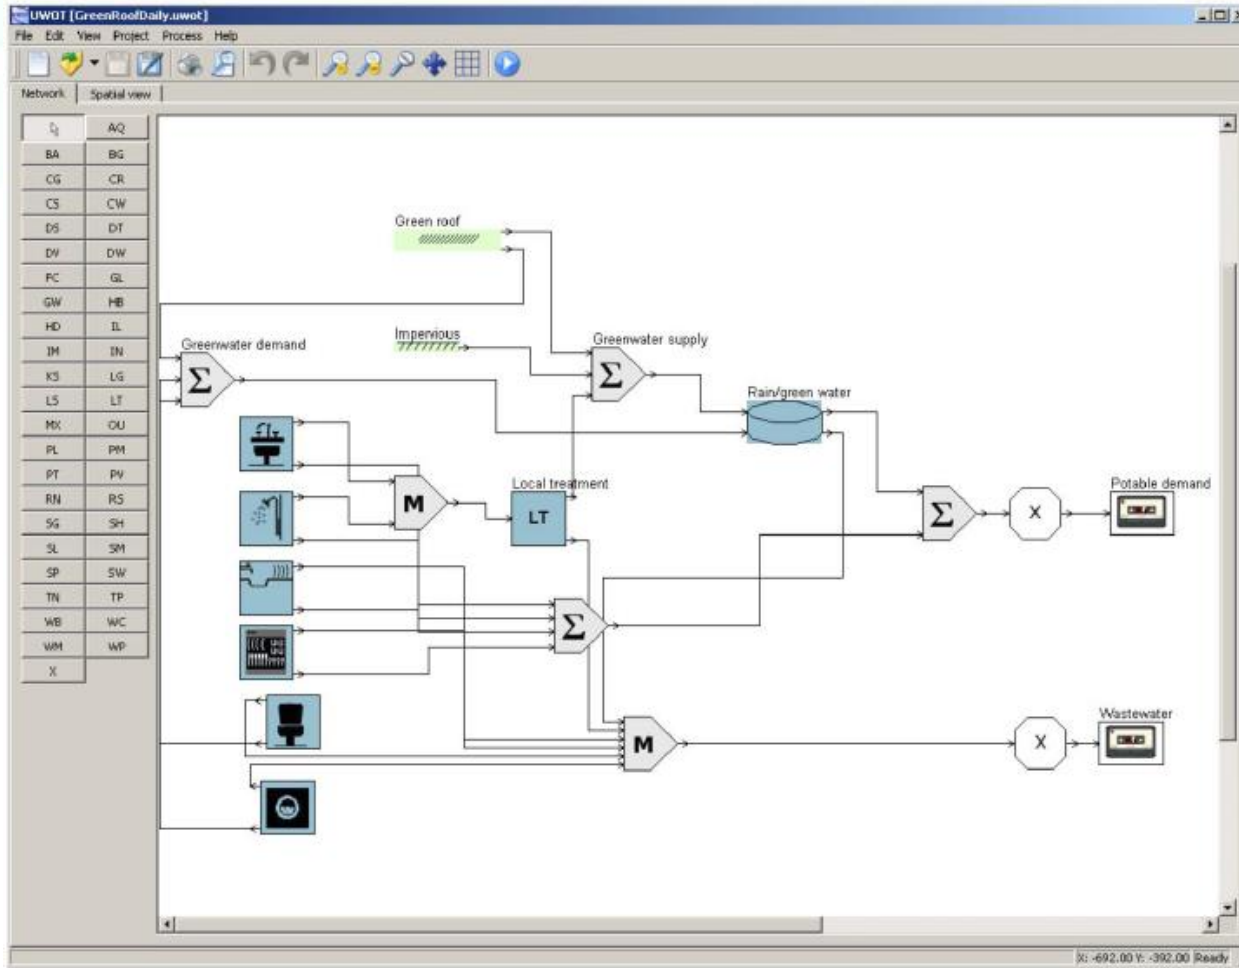 UWOT [GreenRoofDaily.uwot]
File Edit View Project Process Help
Network Spatial view
AQ
BA BG
CG CR
CS CW
DS DT
DV DW
FC GL
GW HB
HD IL
IM IN
KS LG
LS LT
MX OU
PL PM
PT PV
RN RS
SG SH
SL SM
SP SW
TN TP
WB WC
WM WP
X
Green roof
Impervious
Greenwater supply
Greenwater demand
Σ
Σ
Rain/green water
M
Local treatment
LT
Potable demand
Σ
X
Σ
Wastewater
M
X
X: -692.00 Y: -392.00 Ready